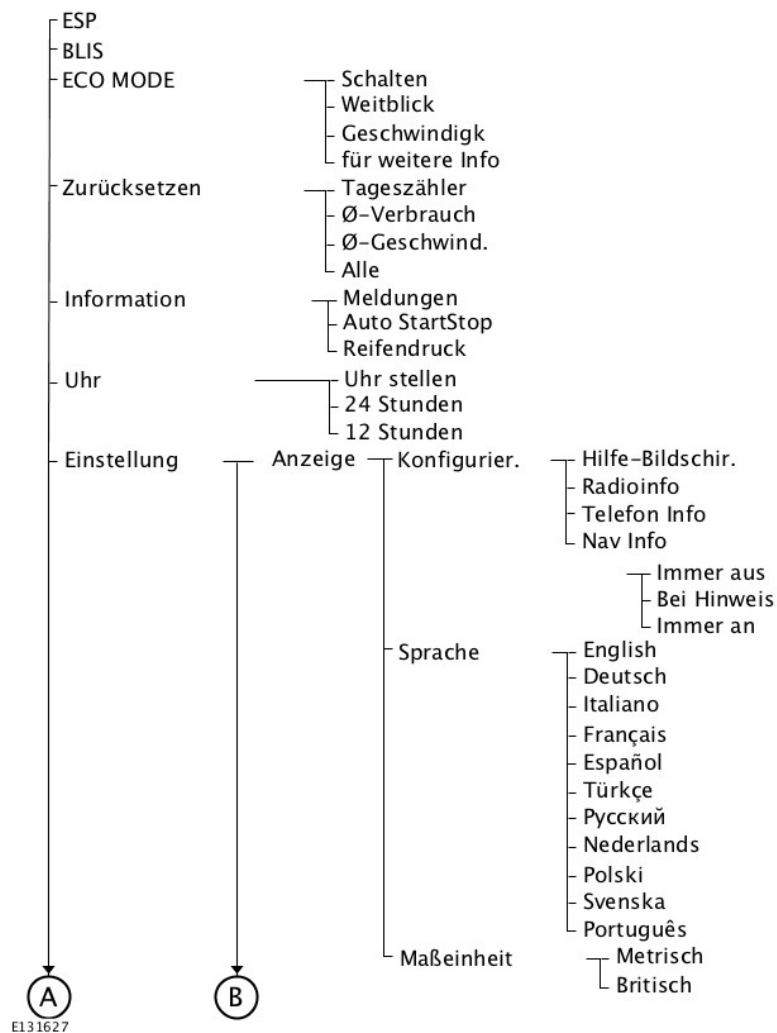 ESP
BLIS
ECO MODE
Schalten
Weitblick
Geschwindigk
für weitere Info
Zurücksetzen
Tageszähler
Ø-Verbrauch
Ø-Geschwind.
Alle
Information
Meldungen
Auto StartStop
Reifendruck
Uhr
Uhr stellen
24 Stunden
12 Stunden
Einstellung
Anzeige
Konfigurier.
Hilfe-Bildschir.
Radioinfo
Telefon Info
Nav Info
Immer aus
Bei Hinweis
Immer an
Sprache
English
Deutsch
Italiano
Français
Español
Türkçe
Русский
Nederlands
Polski
Svenska
Português
Maßeinheit
Metrisch
Britisch
A
B
E131627